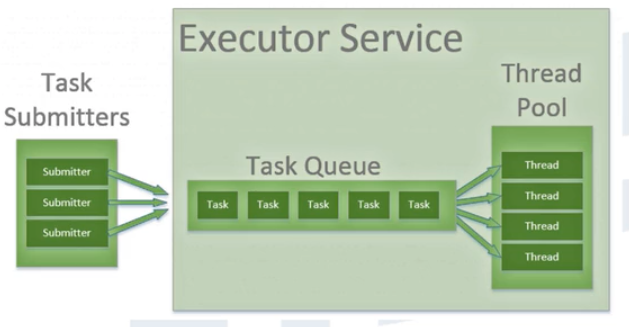 Executor Service
Task
Submitters
Submitter
Submitter
Submitter
Task Queue
Task Task Task Task Task
Thread
Pool
Thread
Thread
Thread
Thread